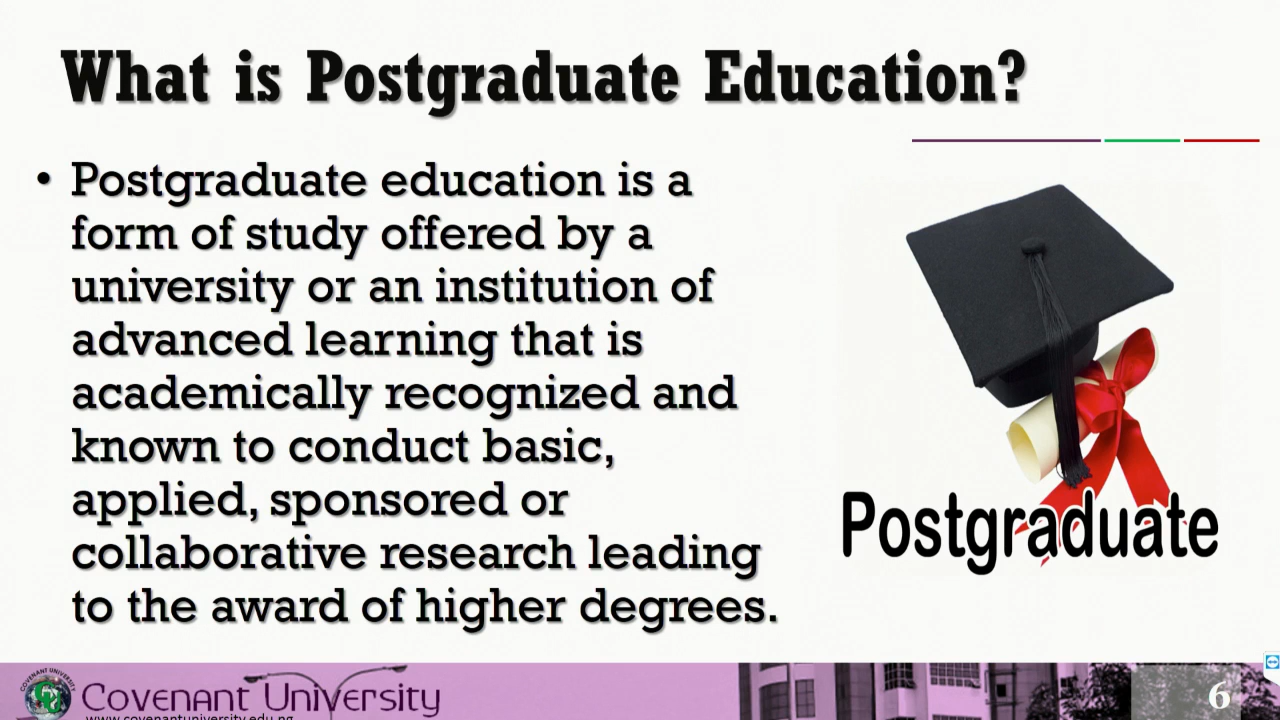 What is Postgraduate Education?
• Postgraduate education is a
form of study offered by a
university or an institution of
advanced learning that is
academically recognized and
known to conduct basic,
applied, sponsored or
collaborative research leading
to the award of higher degrees.
Postgraduate
COVENANT UNIVERSITY
Covenant University
www.covenantuniversity.edu.ng
6